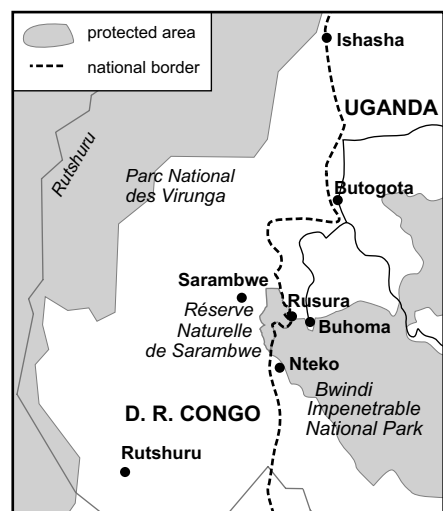 protected area
national border
Ishasha
UGANDA
Rutshuru
Parc National
des Virunga
Butogota
Sarambwe
Rusura
Réserve
Naturelle
de Sarambwe
Buhoma
Nteko
Bwindi
Impenetrable
National Park
D. R. CONGO
Rutshuru